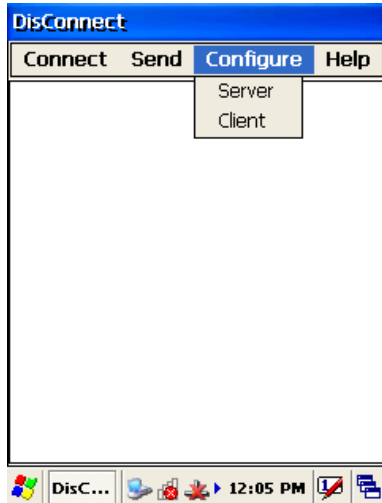 DisConnect
Connect Send Configure Help
Server
Client
DisC... 12:05 PM